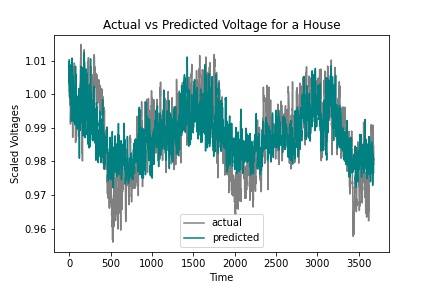 Actual vs Predicted Voltage for a House
Scaled Voltages
1.01
1.00
0.99
0.98
0.97
0.96
actual
predicted
0
500
1000
1500
2000
2500
3000
3500
Time